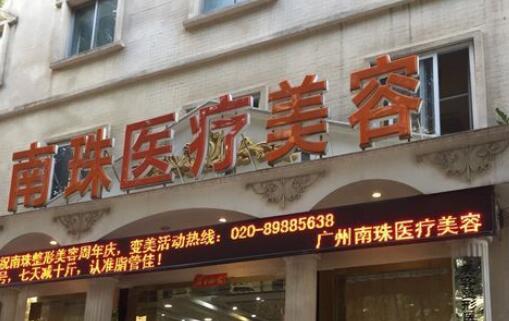 南珠医疗美容
祝南珠整形美容周年庆，变美活动热线：020-89885638
号，七天减十斤，认准脂管佳！
广州南珠医疗美容